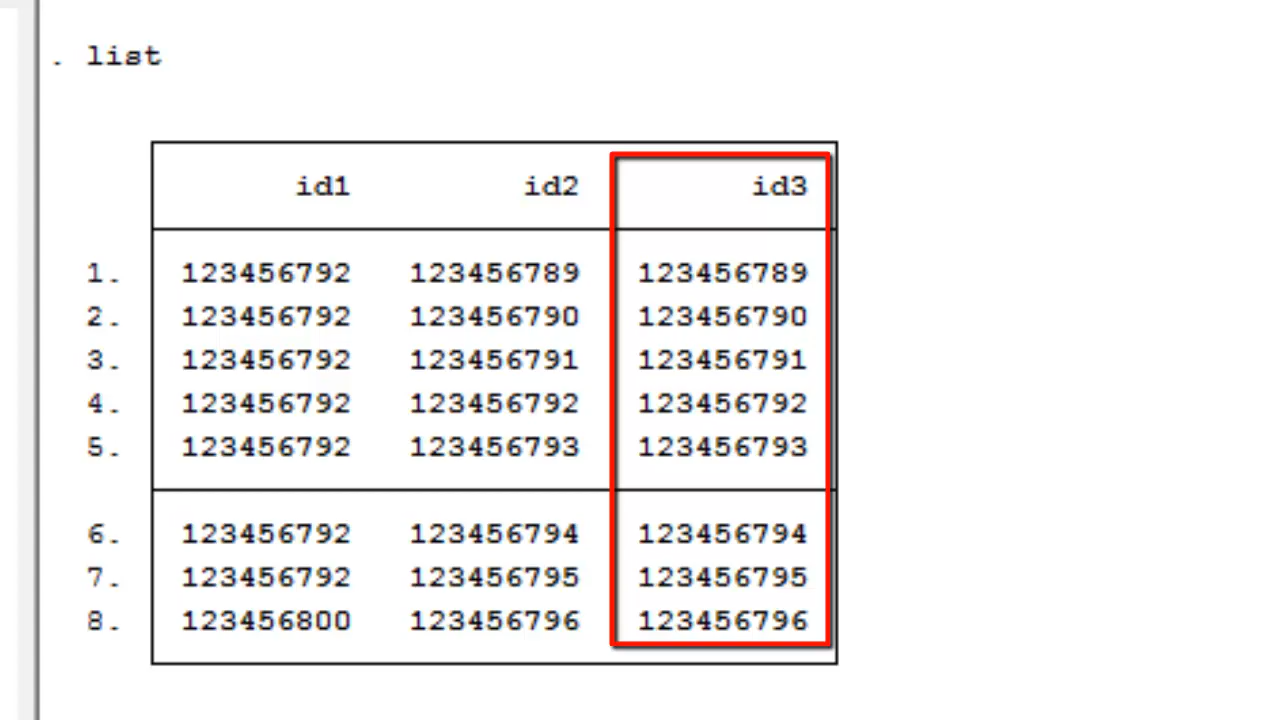 . list
id1 id2 id3
1. 123456792 123456789 123456789
2. 123456792 123456790 123456790
3. 123456792 123456791 123456791
4. 123456792 123456792 123456792
5. 123456792 123456793 123456793
6. 123456792 123456794 123456794
7. 123456792 123456795 123456795
8. 123456800 123456796 123456796